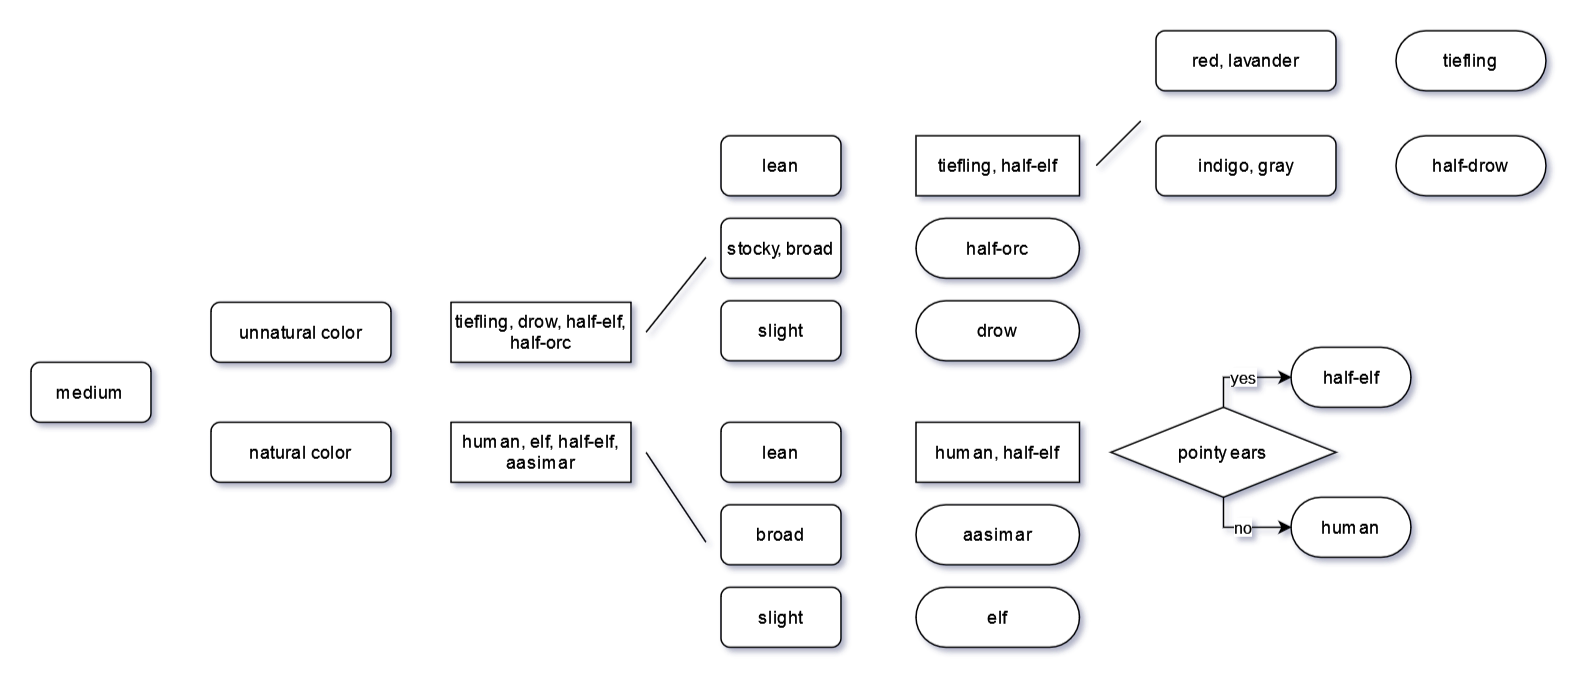 red, lavander
tiefling
lean
tiefling, half-elf
indigo, gray
half-drow
stocky, broad
half-orc
unnatural color
tiefling, drow, half-elf,
half-orc
slight
drow
medium
yes
half-elf
natural color
human, elf, half-elf,
aasimar
lean
human, half-elf
pointy ears
broad
aasimar
no
human
slight
elf